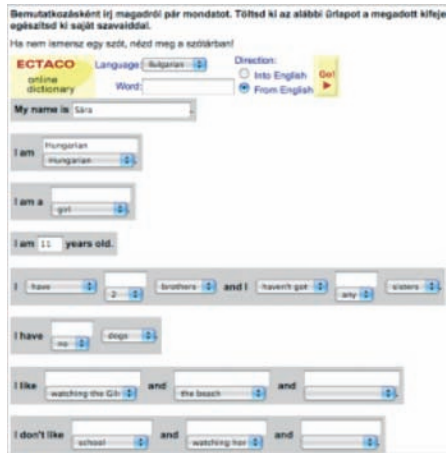 Bemutatkozásként írj magadról pár mondatot. Töltsd ki az alábbi űrlapot a megadott kifeje
egészítsd ki saját szavaiddal.
Ha nem ismersz egy szót, nézd meg a szótárban!
ECTACO Language: Bulgarian Direction:
online dictionary Word: Into English From English Go!
My name is Sára.
I am Hungarian
Hungarian.
I am a
girl.
I am 11 years old.
I have 2 brothers and I haven't got any sisters.
I have no dogs.
I like watching the and the beach and
I don't like school and watching and